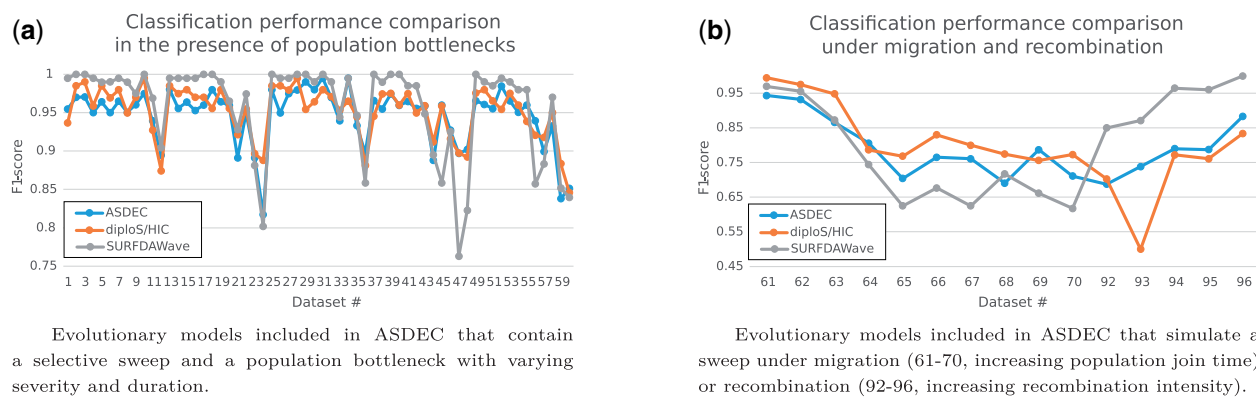 (a)
Classification performance comparison
in the presence of population bottlenecks
1
0.95
0.9
0.85
0.8
0.75
F1-score
ASDEC
diploS/HIC
SURFDAWave
1 3 5 7 9 11 13 15 17 19 21 23 25 27 29 31 33 35 37 39 41 43 45 47 49 51 53 55 57 59
Dataset #
Evolutionary models included in ASDEC that contain
a selective sweep and a population bottleneck with varying
severity and duration.
(b)
Classification performance comparison
under migration and recombination
0.95
0.85
0.75
0.65
0.55
0.45
F1-score
ASDEC
diploS/HIC
SURFDAWave
61 62 63 64 65 66 67 68 69 70 92 93 94 95 96
Dataset #
Evolutionary models included in ASDEC that simulate a
sweep under migration (61-70, increasing population join time)
or recombination (92-96, increasing recombination intensity).